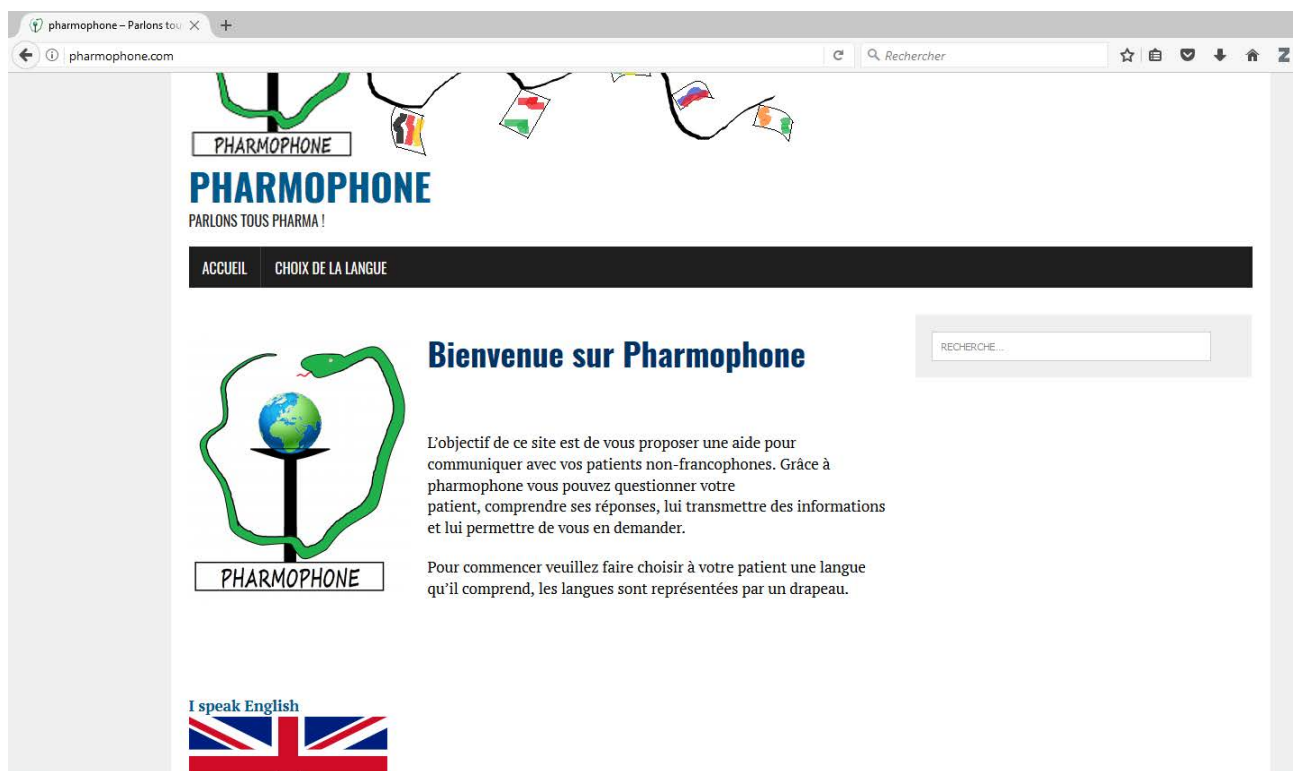 pharmophone – Parlons tou
pharmophone.com
Rechercher
PHARMOPHONE
PHARMOPHONE
PARLONS TOUS PHARMA !
ACCUEIL CHOIX DE LA LANGUE
RECHERCHE...
Bienvenue sur Pharmophone
L’objectif de ce site est de vous proposer une aide pour
communiquer avec vos patients non-francophones. Grâce à
pharmophone vous pouvez questionner votre
patient, comprendre ses réponses, lui transmettre des informations
et lui permettre de vous en demander.
Pour commencer veuillez faire choisir à votre patient une langue
qu’il comprend, les langues sont représentées par un drapeau.
PHARMOPHONE
I speak English